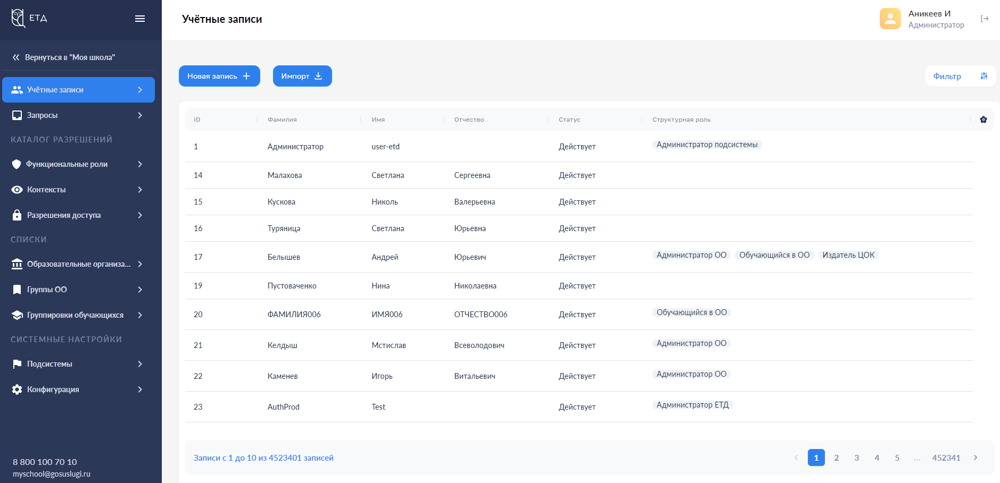 ЕТД
Вернуться в "Моя школа"
Учётные записи
Запросы
КАТАЛОГ РАЗРЕШЕНИЙ
Функциональные роли
Контексты
Разрешения доступа
СПИСКИ
Образовательные организа...
Группы ОО
Группировки обучающихся
СИСТЕМНЫЕ НАСТРОЙКИ
Подсистемы
Конфигурация
8 800 100 70 10
myschool@gosuslugi.ru
Учётные записи
Аникеев И
Администратор
Новая запись
Импорт
Фильтр
ID Фамилия Имя Отчество Статус Структурная роль
1 Администратор user-etd Действует Администратор подсистемы
14 Малахова Светлана Сергеевна Действует
15 Кускова Николь Валерьевна Действует
16 Туряница Светлана Юрьевна Действует
17 Белышев Андрей Юрьевич Действует Администратор ОО Обучающийся в ОО Издатель ЦОК
19 Пустоваченко Нина Николаевна Действует
20 ФАМИЛИЯ006 ИМЯ006 ОТЧЕСТВО006 Действует Обучающийся в ОО
21 Келдыш Мстислав Всеволодович Действует Администратор ОО
22 Каменев Игорь Витальевич Действует Администратор ОО
23 AuthProd Test Действует Администратор ЕТД
Записи с 1 до 10 из 4523401 записей
1 2 3 4 5 ... 452341